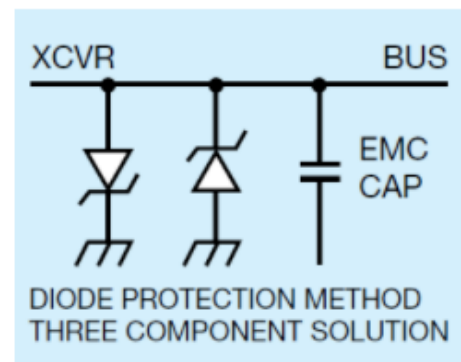 XCVR BUS
EMC
CAP
DIODE PROTECTION METHOD
THREE COMPONENT SOLUTION